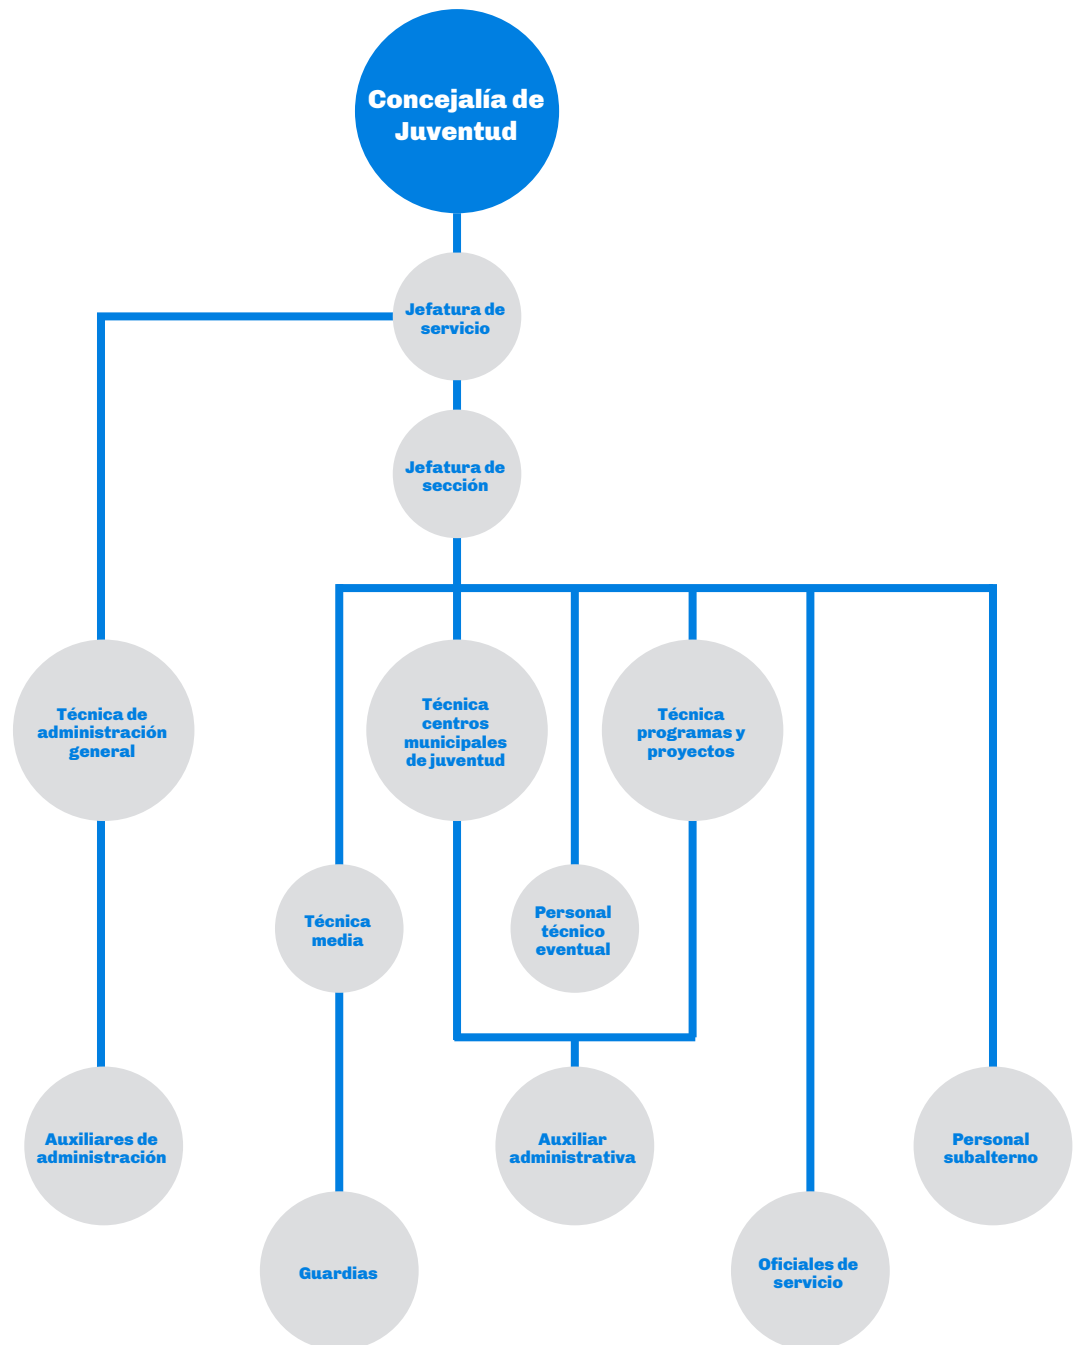 Concejalía de
Juventud
Jefatura de
servicio
Jefatura de
sección
Técnica de
administración
general
Técnica
centros
municipales
de juventud
Técnica
programas y
proyectos
Técnica
media
Personal
técnico
eventual
Auxiliares de
administración
Auxiliar
administrativa
Personal
subalterno
Guardias
Oficiales de
servicio